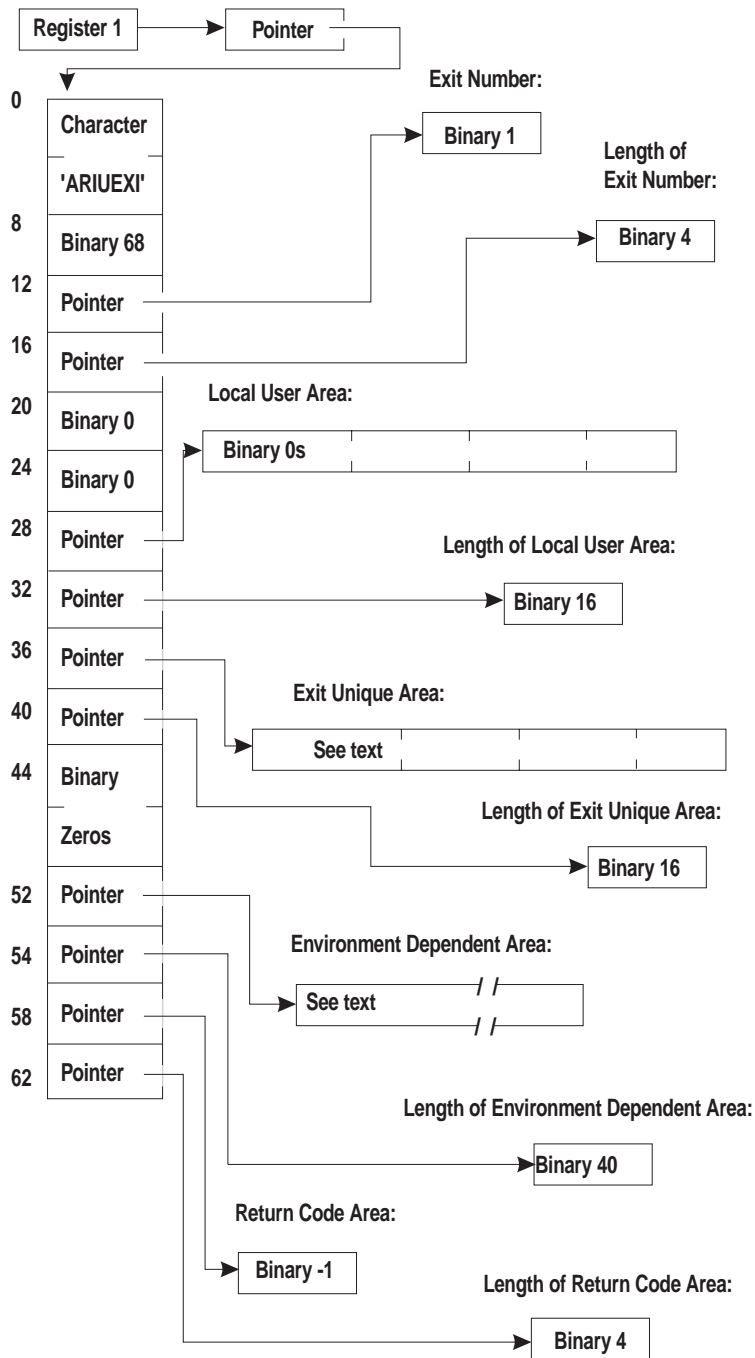 Register 1
Pointer
0
Exit Number:
Character
Binary 1
Length of
Exit Number:
'ARIUEXI'
8
Binary 68
Binary 4
12
Pointer
16
Pointer
20
Local User Area:
Binary 0
Binary 0s
24
Binary 0
28
Pointer
Length of Local User Area:
32
Pointer
Binary 16
36
Pointer
Exit Unique Area:
40
Pointer
See text
44
Binary
Length of Exit Unique Area:
Zeros
Binary 16
52
Pointer
Environment Dependent Area:
54
Pointer
See text
58
Pointer
62
Pointer
Length of Environment Dependent Area:
Binary 40
Return Code Area:
Binary -1
Length of Return Code Area:
Binary 4